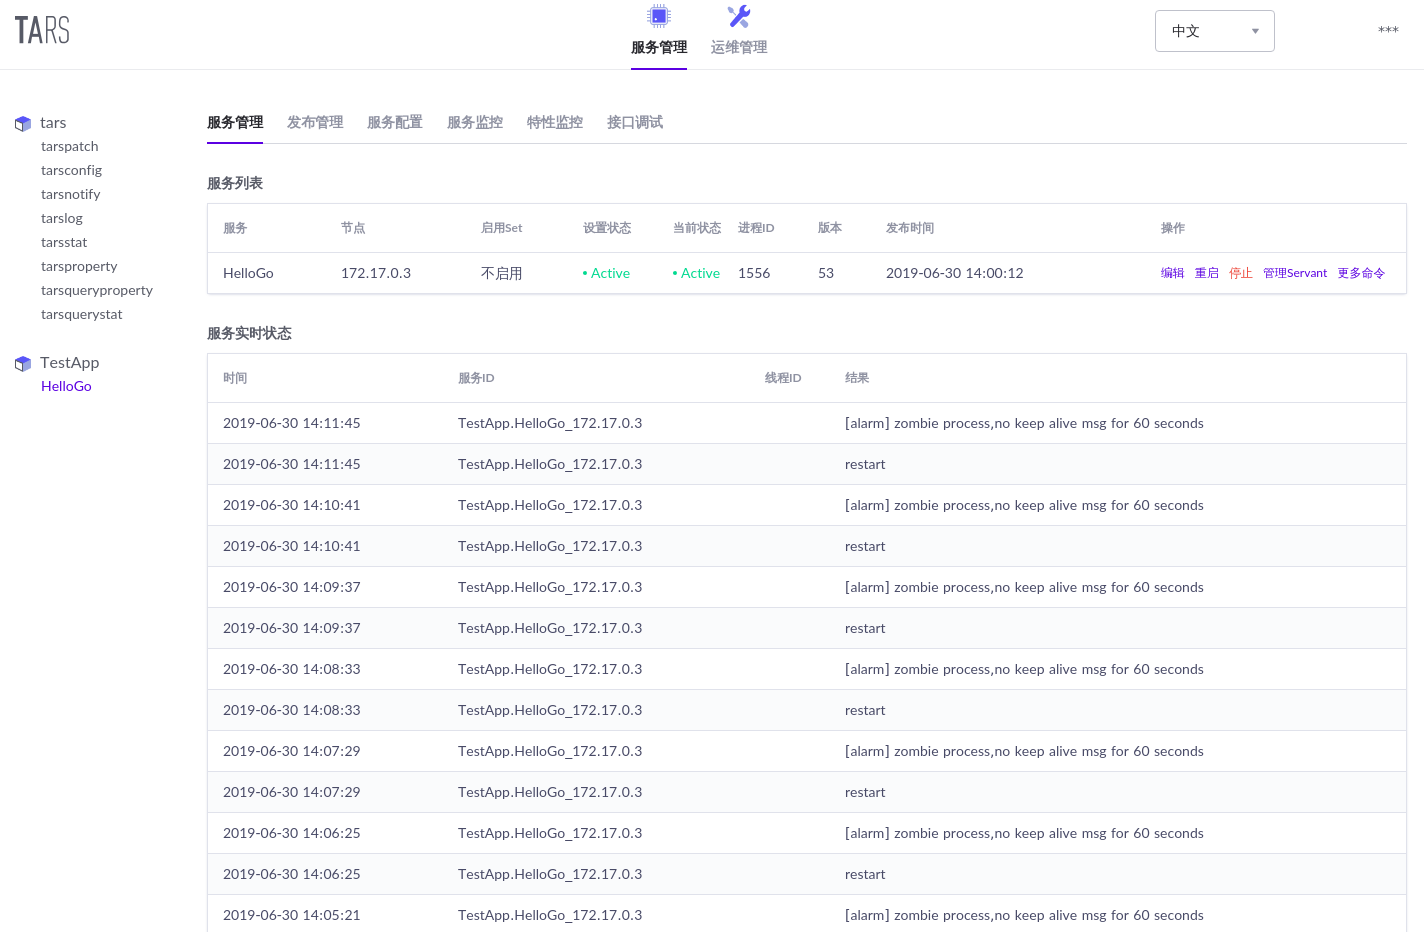 TARS
服务管理 运维管理
中文
***
tars
tarspatch
tarsconfig
tarsnotify
tarslog
tarsstat
tarsproperty
tarsqueryproperty
tarsquerystat
TestApp
HelloGo
服务管理 发布管理 服务配置 服务监控 特性监控 接口调试
服务列表
服务 节点 启用Set 设置状态 当前状态 进程ID 版本 发布时间 操作
HelloGo 172.17.0.3 不启用 Active Active 1556 53 2019-06-30 14:00:12 编辑 重启 停止 管理Servant 更多命令
服务实时状态
时间 服务ID 线程ID 结果
2019-06-30 14:11:45 TestApp.HelloGo_172.17.0.3 [alarm] zombie process,no keep alive msg for 60 seconds
2019-06-30 14:11:45 TestApp.HelloGo_172.17.0.3 restart
2019-06-30 14:10:41 TestApp.HelloGo_172.17.0.3 [alarm] zombie process,no keep alive msg for 60 seconds
2019-06-30 14:10:41 TestApp.HelloGo_172.17.0.3 restart
2019-06-30 14:09:37 TestApp.HelloGo_172.17.0.3 [alarm] zombie process,no keep alive msg for 60 seconds
2019-06-30 14:09:37 TestApp.HelloGo_172.17.0.3 restart
2019-06-30 14:08:33 TestApp.HelloGo_172.17.0.3 [alarm] zombie process,no keep alive msg for 60 seconds
2019-06-30 14:08:33 TestApp.HelloGo_172.17.0.3 restart
2019-06-30 14:07:29 TestApp.HelloGo_172.17.0.3 [alarm] zombie process,no keep alive msg for 60 seconds
2019-06-30 14:07:29 TestApp.HelloGo_172.17.0.3 restart
2019-06-30 14:06:25 TestApp.HelloGo_172.17.0.3 [alarm] zombie process,no keep alive msg for 60 seconds
2019-06-30 14:06:25 TestApp.HelloGo_172.17.0.3 restart
2019-06-30 14:05:21 TestApp.HelloGo_172.17.0.3 [alarm] zombie process,no keep alive msg for 60 seconds